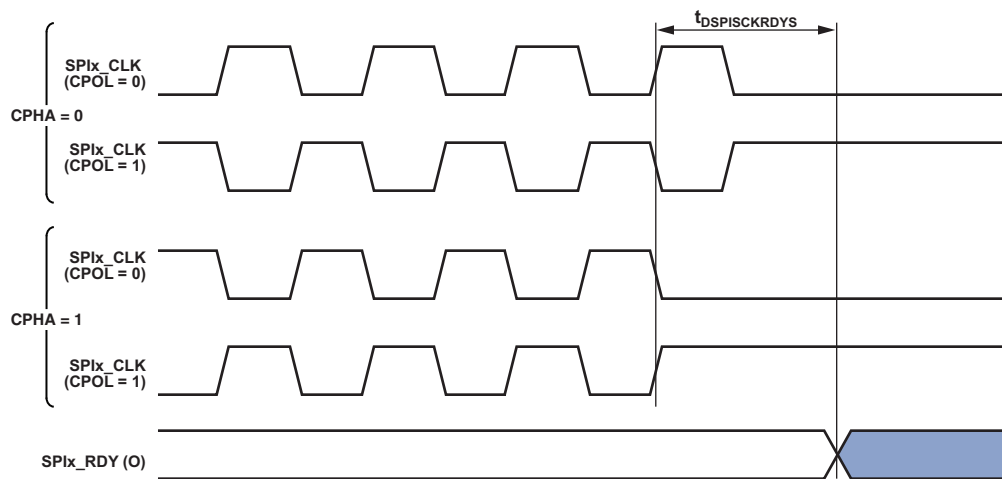 tDSPISCKRDYS
SPIx_CLK
(CPOL = 0)
CPHA = 0
SPIx_CLK
(CPOL = 1)
SPIx_CLK
(CPOL = 0)
CPHA = 1
SPIx_CLK
(CPOL = 1)
SPIx_RDY (O)